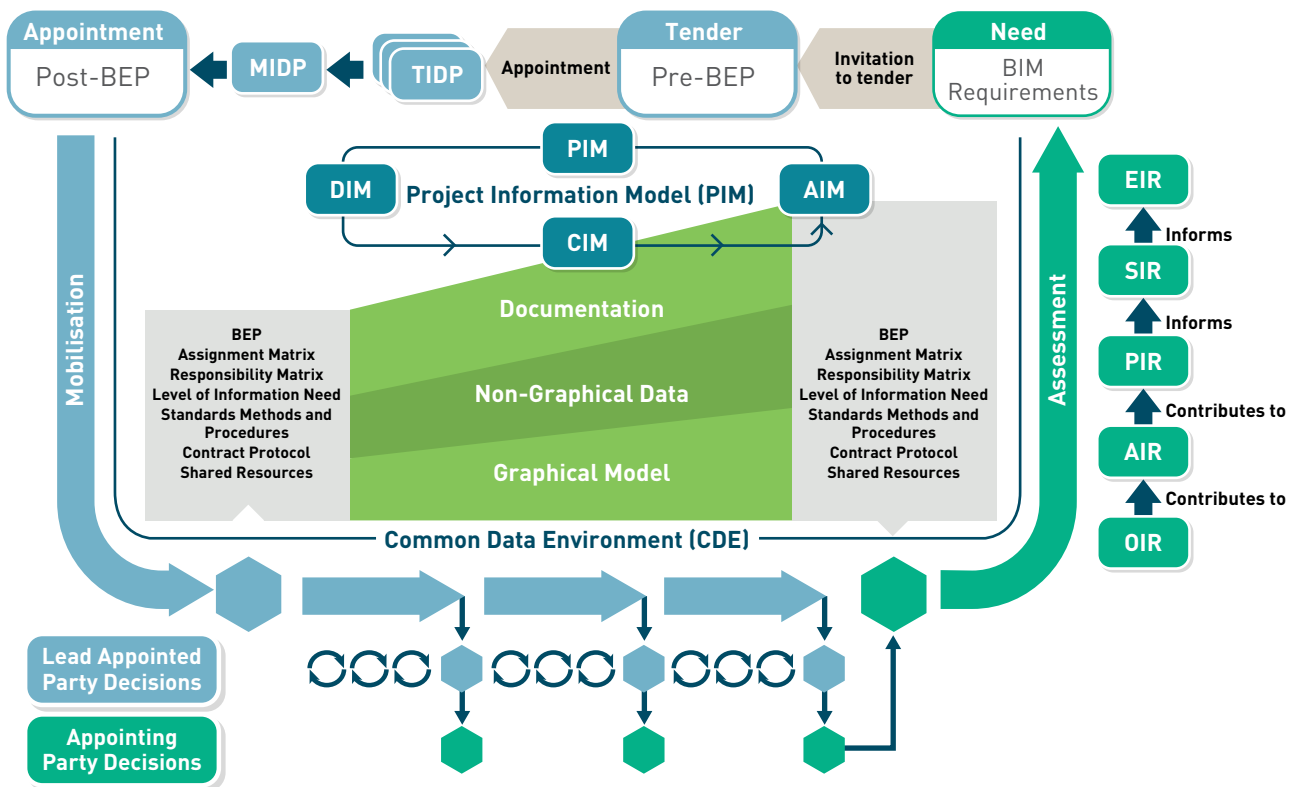 Appointment
Post-BEP
MIDP
TIDP
Appointment
Tender
Pre-BEP
Invitation
to tender
Need
BIM
Requirements
PIM
DIM
Project Information Model (PIM)
AIM
CIM
Documentation
Non-Graphical Data
Graphical Model
Mobilisation
BEP
Assignment Matrix
Responsibility Matrix
Level of Information Need
Standards Methods and
Procedures
Contract Protocol
Shared Resources
BEP
Assignment Matrix
Responsibility Matrix
Level of Information Need
Standards Methods and
Procedures
Contract Protocol
Shared Resources
Assessment
EIR
Informs
SIR
Informs
PIR
Contributes to
AIR
Contributes to
OIR
Common Data Environment (CDE)
Lead Appointed
Party Decisions
Appointing
Party Decisions